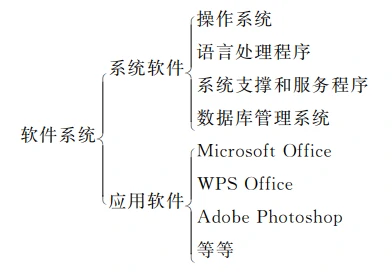 软件系统
系统软件
操作系统
语言处理程序
系统支撑和服务程序
数据库管理系统
应用软件
Microsoft Office
WPS Office
Adobe Photoshop
等等